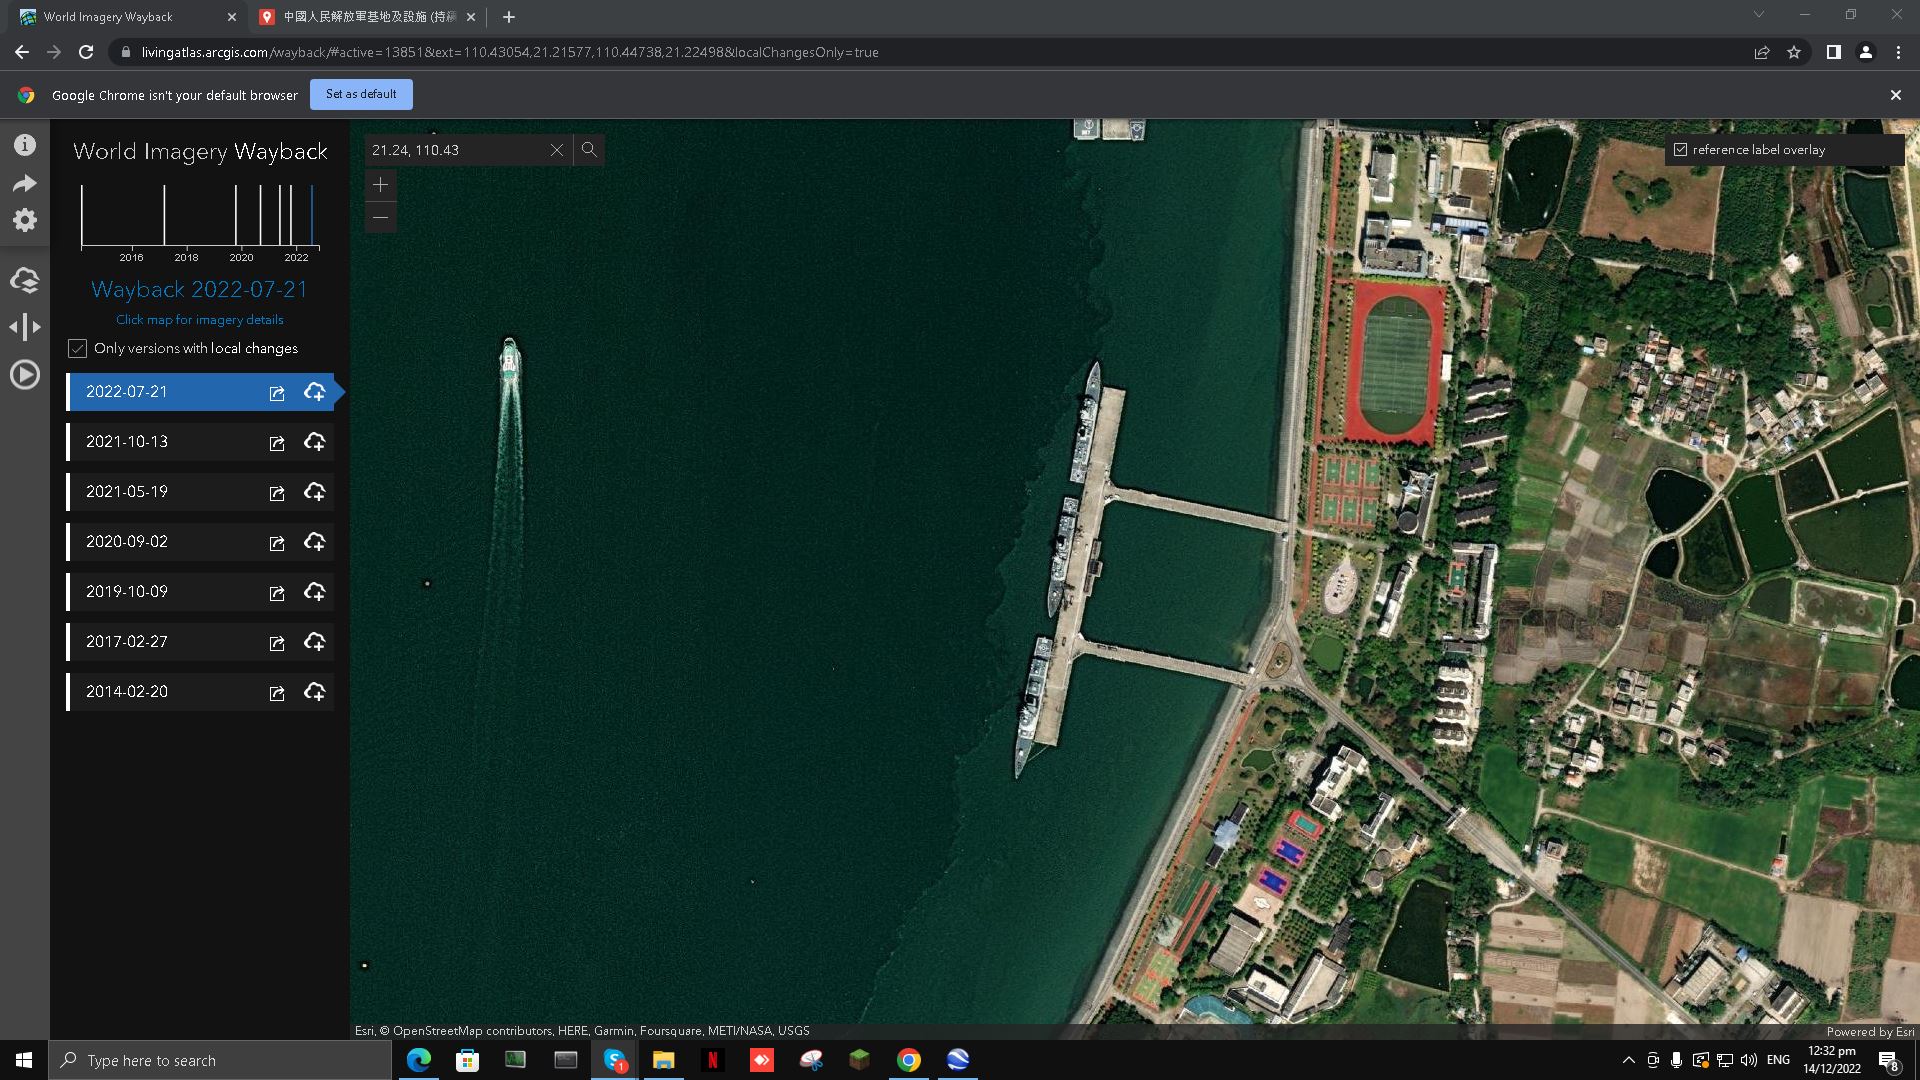 World Imagery Wayback
中國人民解放軍基地及設施 (持續
livingatlas.arcgis.com/wayback/#active=13851&ext=110.43054,21.21577,110.44738,21.22498&localChangesOnly=true
Google Chrome isn't your default browser
Set as default
World Imagery Wayback
2016 2018 2020 2022
Wayback 2022-07-21
Click map for imagery details
Only versions with local changes
2022-07-21
2021-10-13
2021-05-19
2020-09-02
2019-10-09
2017-02-27
2014-02-20
21.24, 110.43
reference label overlay
Esri, © OpenStreetMap contributors, HERE, Garmin, Foursquare, METI/NASA, USGS
Powered by Esri
Type here to search
1
N
ENG
12:32 pm
14/12/2022
8